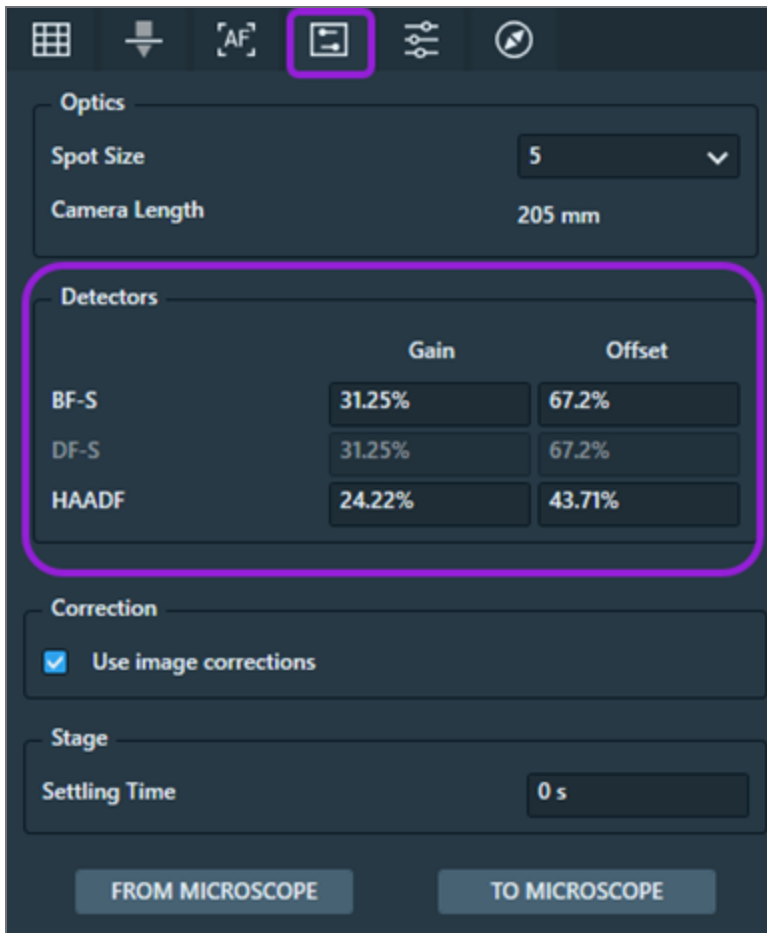 [AF]
Optics
Spot Size 5
Camera Length 205 mm
Detectors
Gain Offset
BF-S 31.25% 67.2%
DF-S 31.25% 67.2%
HAADF 24.22% 43.71%
Correction
Use image corrections
Stage
Settling Time 0 s
FROM MICROSCOPE TO MICROSCOPE